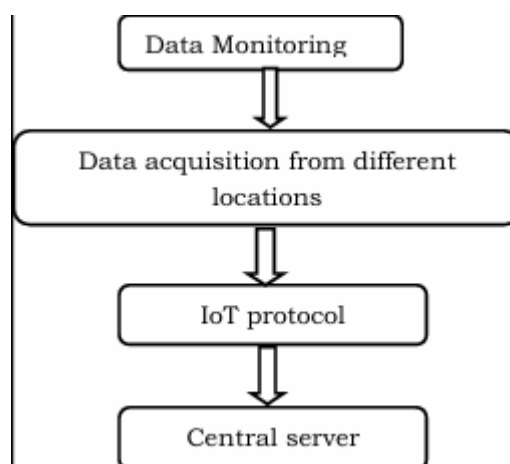 Data Monitoring
Data acquisition from different
locations
IoT protocol
Central server